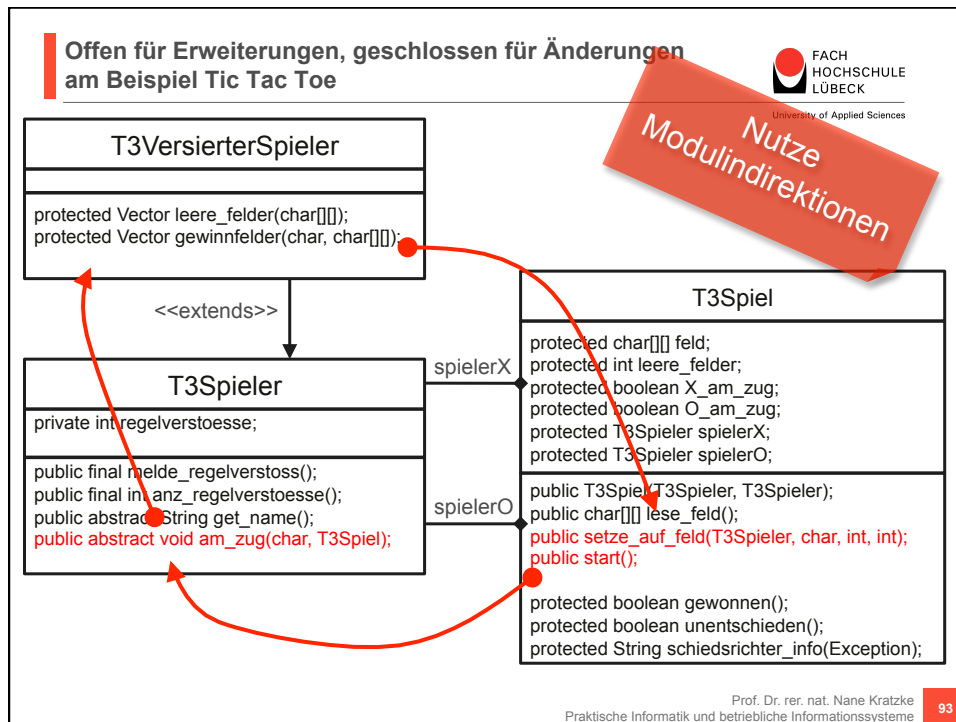 Offen für Erweiterungen, geschlossen für Änderungen
am Beispiel Tic Tac Toe
FACH
HOCHSCHULE
LÜBECK
University of Applied Sciences
Nutze
Modulindirektionen
T3VersierterSpieler
protected Vector leere_felder(char[][]);
protected Vector gewinnfelder(char, char[][]);
<<extends>>
T3Spieler
private int regelverstoesse;
public final melde_regelverstoss();
public final int anz_regelverstoesse();
public abstract String get_name();
public abstract void am_zug(char, T3Spiel);
spielerX
spielerO
T3Spiel
protected char[][] feld;
protected int leere_felder;
protected boolean X_am_zug;
protected boolean O_am_zug;
protected T3Spieler spielerX;
protected T3Spieler spielerO;
public T3Spiel(T3Spieler, T3Spieler);
public char[][] lese_feld();
public setze_auf_feld(T3Spieler, char, int, int);
public start();
protected boolean gewonnen();
protected boolean unentschieden();
protected String schiedsrichter_info(Exception);
Prof. Dr. rer. nat. Nane Kratzke
Praktische Informatik und betriebliche Informationssysteme
93